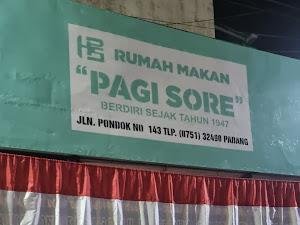 RUMAH MAKAN
"PAGI SORE"
BERDIRI SEJAK TAHUN 1947
JLN. PONDOK NO 143 TLP. (0751) 32490 PADANG